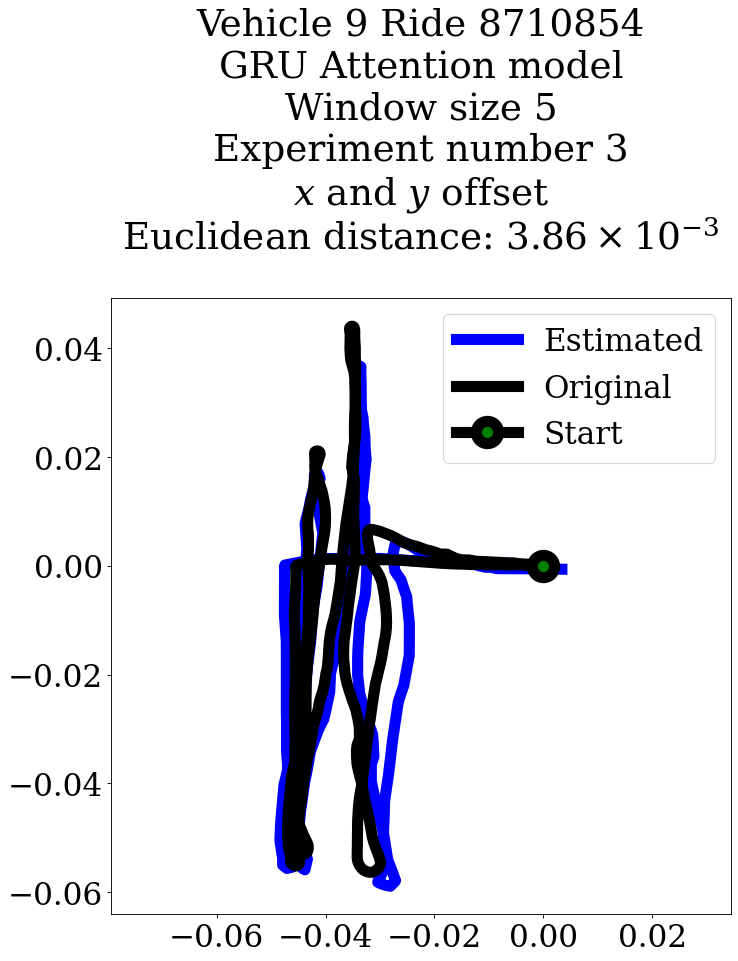 Vehicle 9 Ride 8710854
GRU Attention model
Window size 5
Experiment number 3
x and y offset
Euclidean distance: 3.86 × 10⁻³
Estimated
Original
Start
0.04
0.02
0.00
−0.02
−0.04
−0.06
−0.06 −0.04 −0.02 0.00 0.02